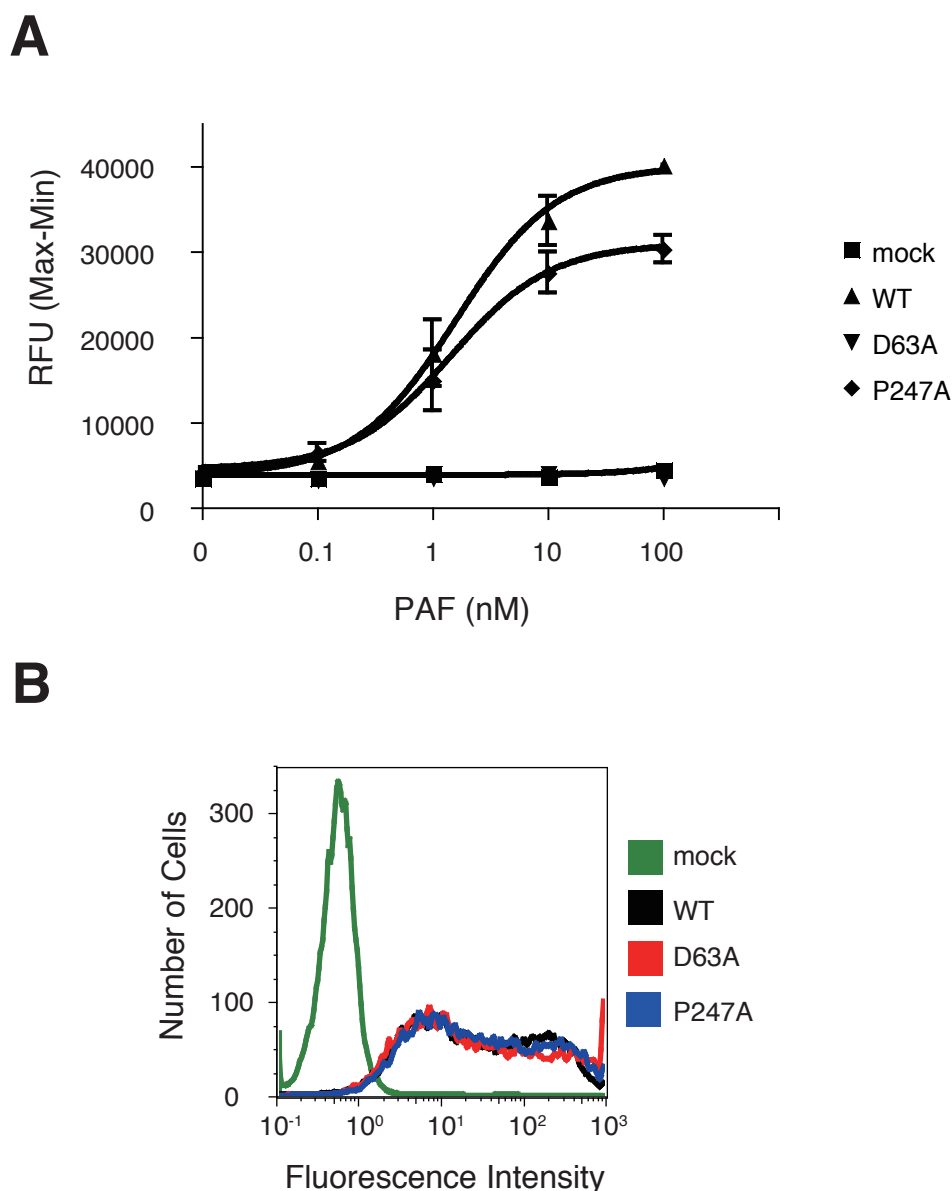 A
RFU (Max-Min)
40000
30000
20000
10000
0
0 0.1 1 10 100
PAF (nM)
mock
WT
D63A
P247A
B
Number of Cells
300
200
100
0
10⁻¹ 10⁰ 10¹ 10² 10³
Fluorescence Intensity
mock
WT
D63A
P247A